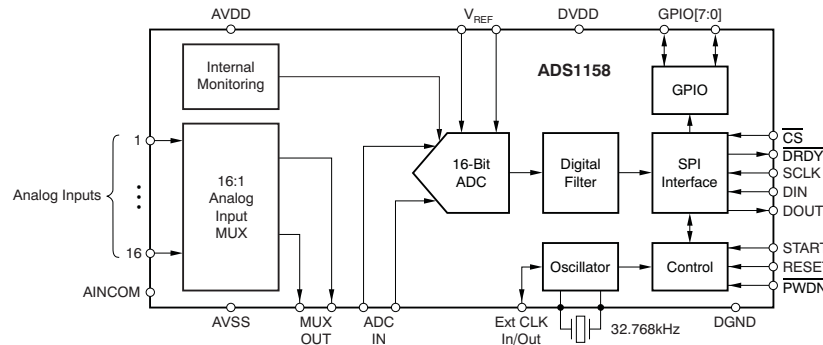 AVDD
VREF
DVDD
GPIO[7:0]
ADS1158
Internal
Monitoring
GPIO
1
16:1
Analog
Input
MUX
16-Bit
ADC
Digital
Filter
SPI
Interface
CS
DRDY
SCLK
DIN
DOUT
Analog Inputs
16
Oscillator
Control
START
RESET
PWDN
AINCOM
AVSS
MUX
OUT
ADC
IN
Ext CLK
In/Out
32.768kHz
DGND